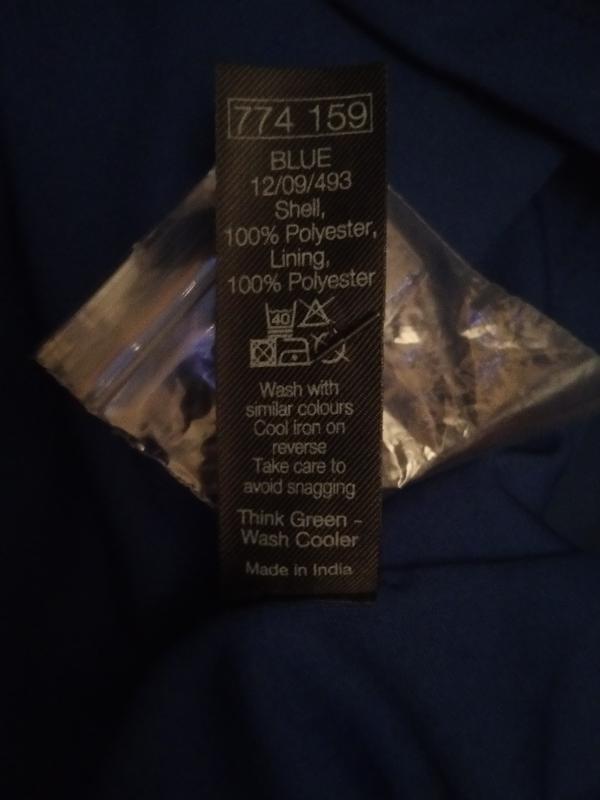 774 159
BLUE
12/09/493
Shell,
100% Polyester,
Lining,
100% Polyester
40
Wash with
similar colours
Cool iron on
reverse
Take care to
avoid snagging
Think Green -
Wash Cooler
Made in India